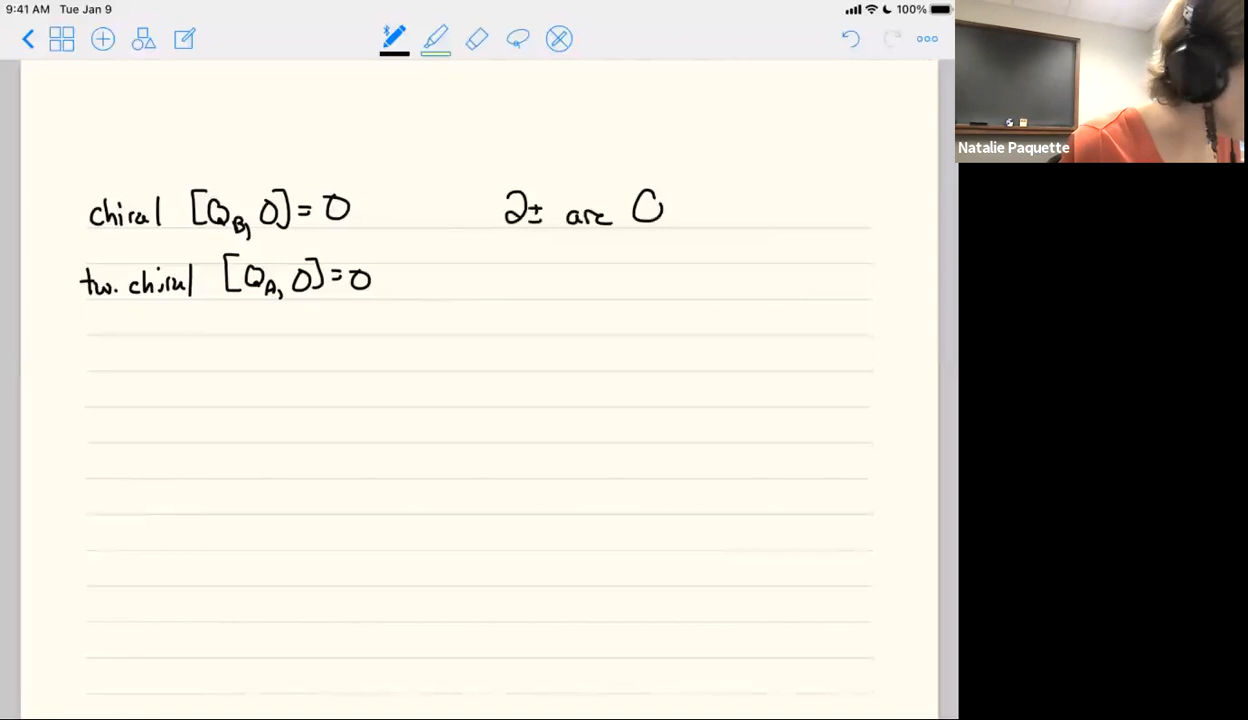 9:41 AM Tue Jan 9
100%
Natalie Paquette
chiral [Q_B, O] = 0 ∂± are O
tw. chiral [Q_A, O] = 0